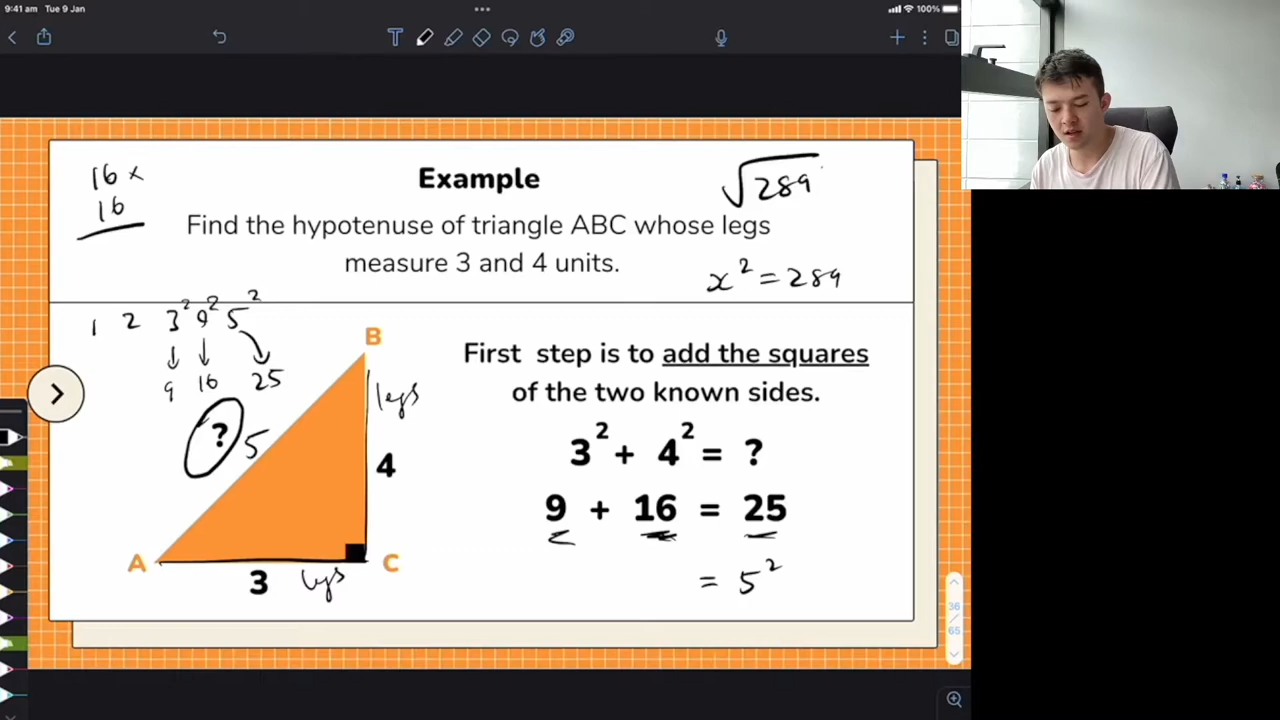 9:41 am Tue 9 Jan
100%
T
16 ×
16
Example
√289
Find the hypotenuse of triangle ABC whose legs
measure 3 and 4 units.
x² = 289
1 2 3² 9² 5²
9 16 25
B
legs
? 5
4
A
C
3 legs
First step is to add the squares
of the two known sides.
3² + 4² = ?
9 + 16 = 25
= 5²
36
/
65